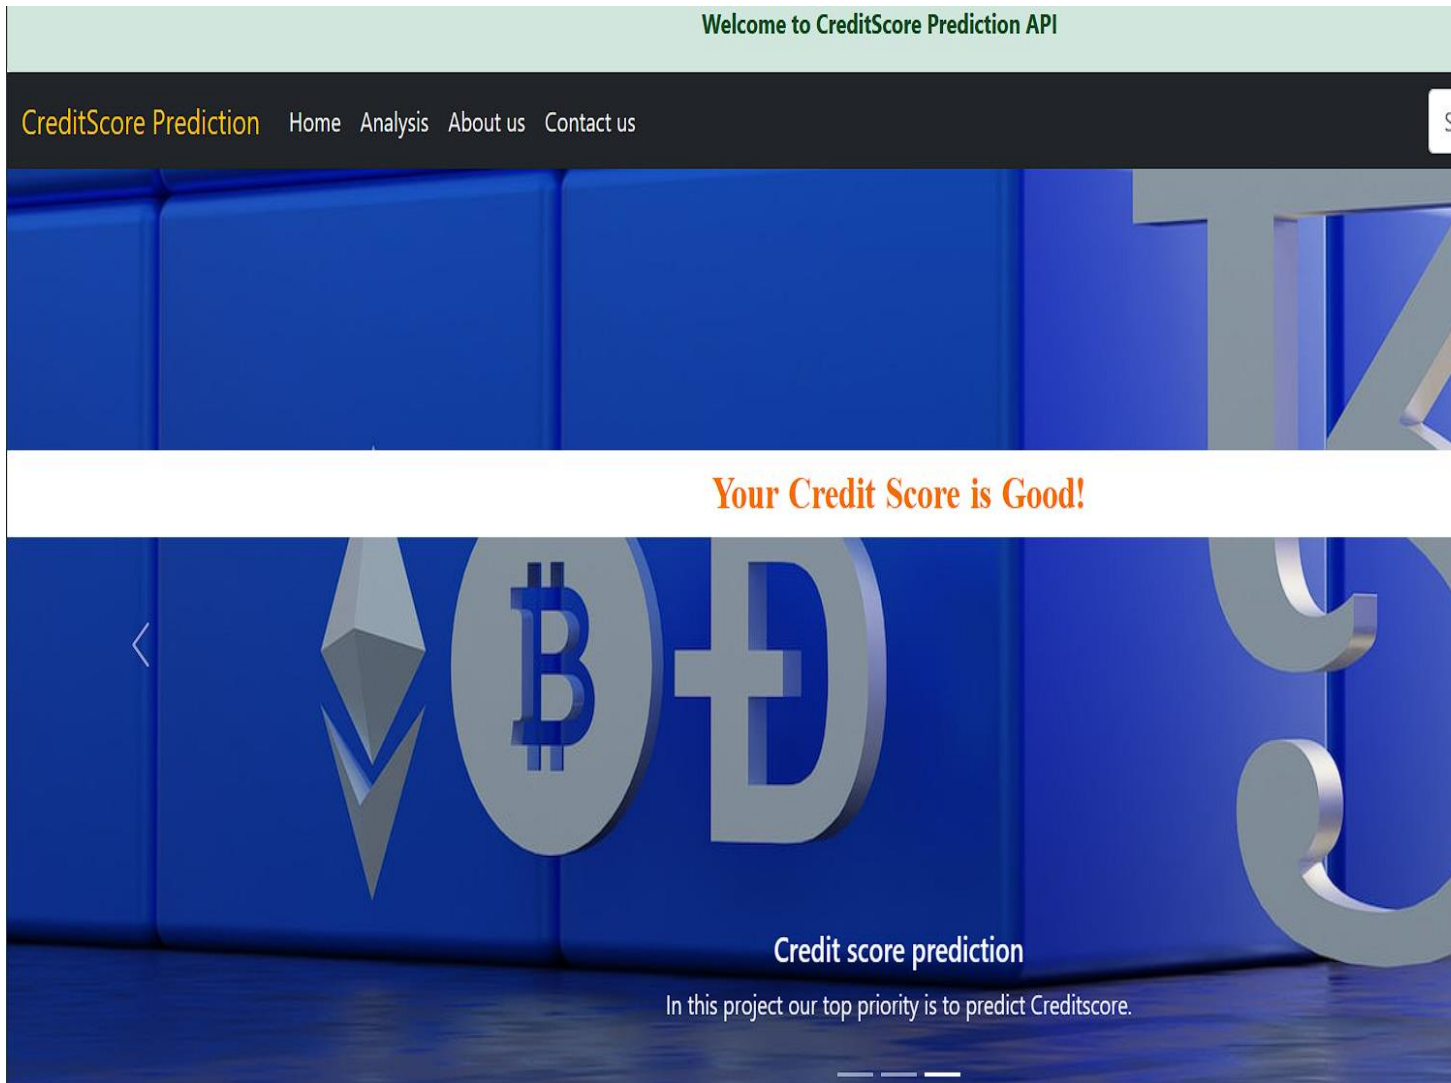 Welcome to CreditScore Prediction API
CreditScore Prediction Home Analysis About us Contact us
Your Credit Score is Good!
Credit score prediction
In this project our top priority is to predict Creditscore.